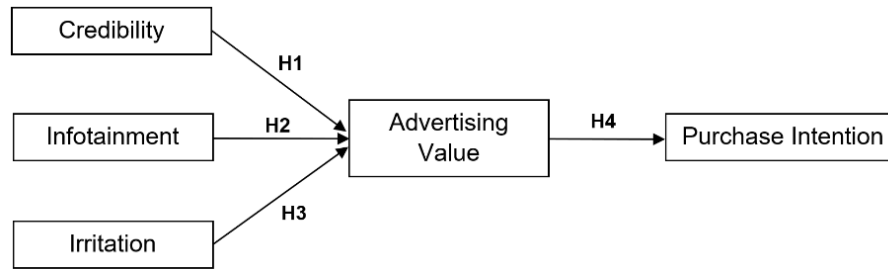 Credibility
H1
Infotainment
H2
Advertising
Value
H4
Purchase Intention
H3
Irritation